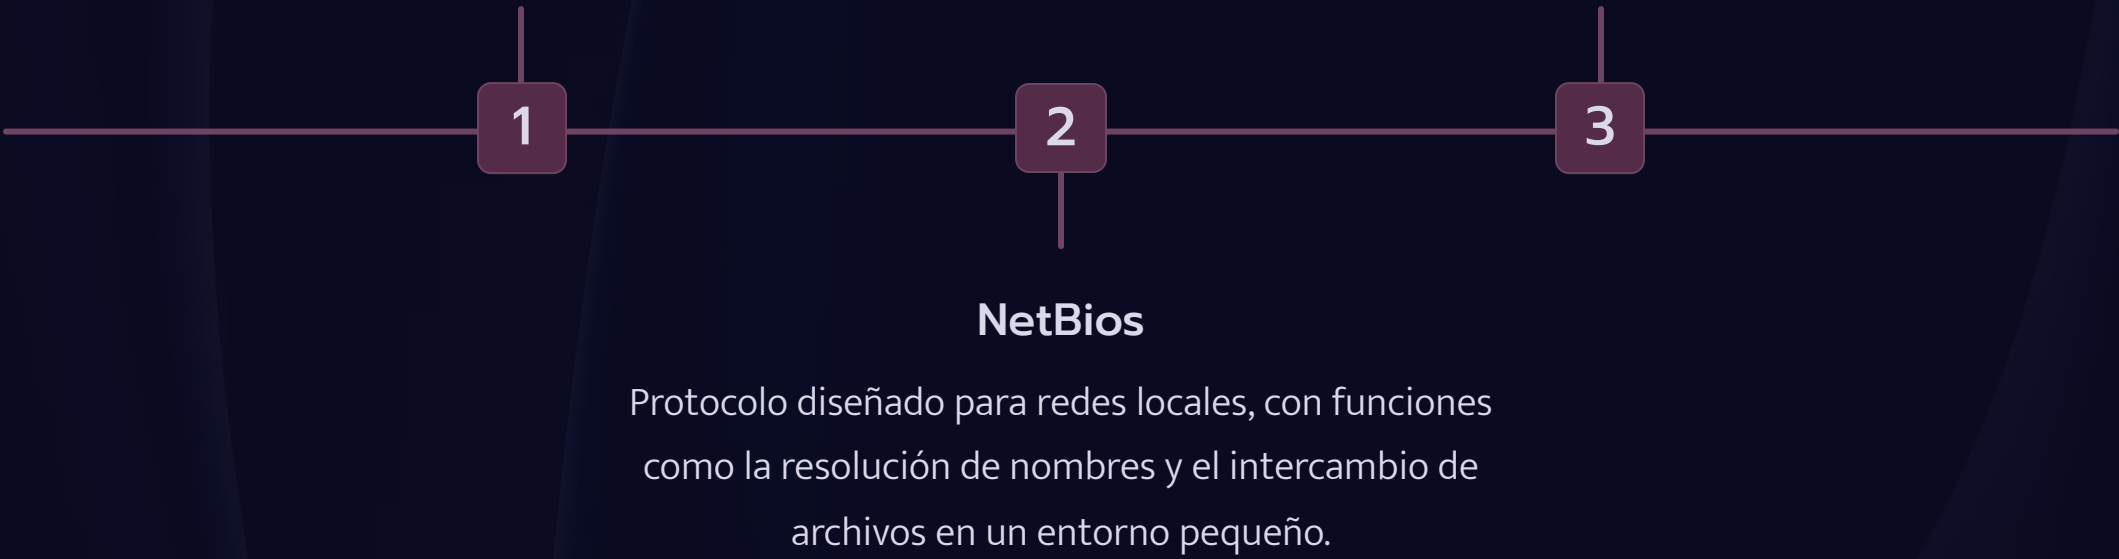 1
2
3
NetBios
Protocolo diseñado para redes locales, con funciones
como la resolución de nombres y el intercambio de
archivos en un entorno pequeño.